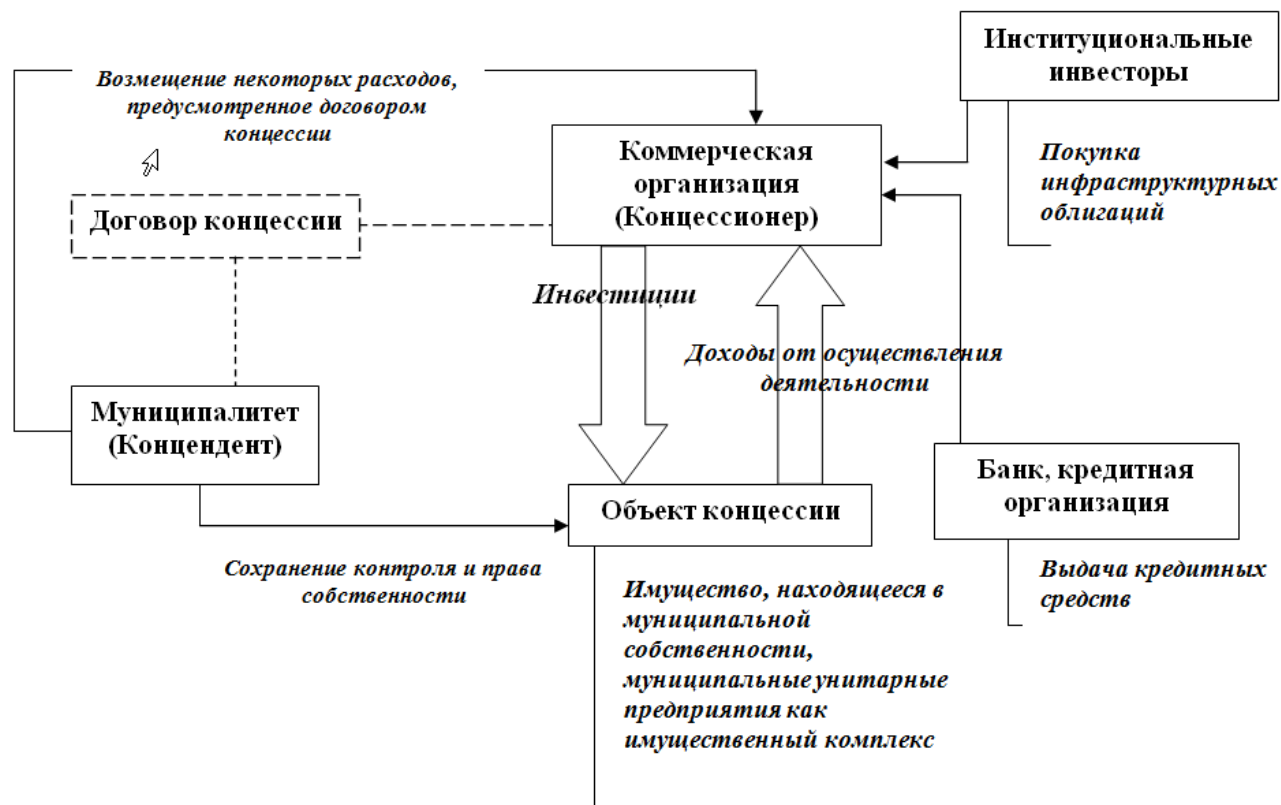 Институциональные
инвесторы
Возмещение некоторых расходов,
предусмотренное договором
концессии
Коммерческая
организация
(Концессионер)
Покупка
инфраструктурных
облигаций
Договор концессии
Инвестиции
Доходы от осуществления
деятельности
Муниципалитет
(Концендент)
Банк, кредитная
организация
Объект концессии
Сохранение контроля и права
собственности
Имущество, находящееся в
муниципальной
собственности,
муниципальные унитарные
предприятия как
имущественный комплекс
Выдача кредитных
средств